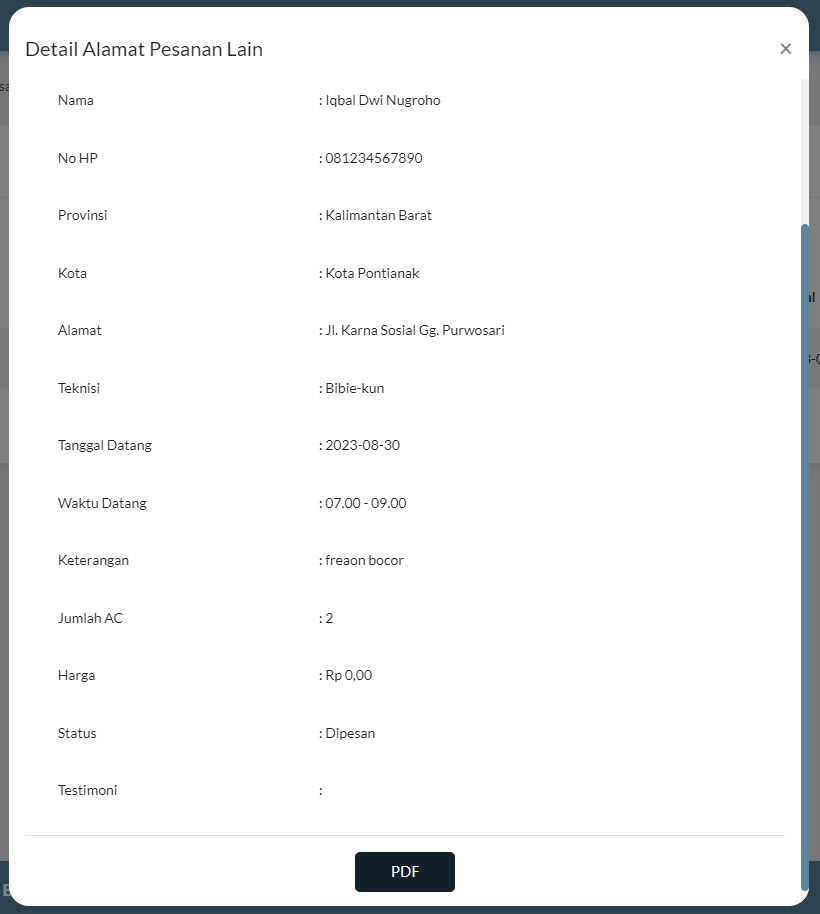 Detail Alamat Pesanan Lain ×
Nama : Iqbal Dwi Nugroho
No HP : 081234567890
Provinsi : Kalimantan Barat
Kota : Kota Pontianak
Alamat : Jl. Karna Sosial Gg. Purwosari
Teknisi : Bibie-kun
Tanggal Datang : 2023-08-30
Waktu Datang : 07.00 - 09.00
Keterangan : freaon bocor
Jumlah AC : 2
Harga : Rp 0,00
Status : Dipesan
Testimoni :
PDF